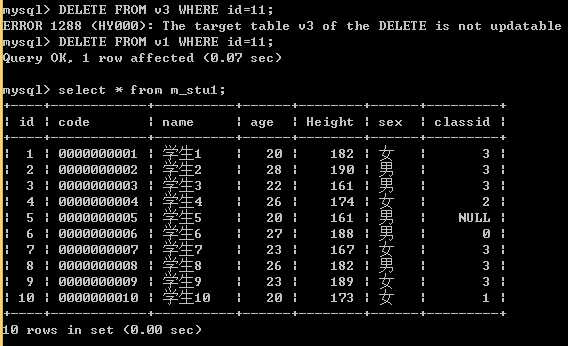 mysql> DELETE FROM v3 WHERE id=11;
ERROR 1288 (HY000): The target table v3 of the DELETE is not updatable
mysql> DELETE FROM v1 WHERE id=11;
Query OK, 1 row affected (0.07 sec)
mysql> select * from m_stu1;
+----+------------+--------+------+--------+------+---------+
| id | code | name | age | Height | sex | classid |
+----+------------+--------+------+--------+------+---------+
| 1 | 0000000001 | 学生1 | 20 | 182 | 女 | 3 |
| 2 | 0000000002 | 学生2 | 28 | 190 | 男 | 3 |
| 3 | 0000000003 | 学生3 | 22 | 161 | 男 | 3 |
| 4 | 0000000004 | 学生4 | 26 | 174 | 女 | 2 |
| 5 | 0000000005 | 学生5 | 20 | 161 | 男 | NULL |
| 6 | 0000000006 | 学生6 | 27 | 188 | 男 | 0 |
| 7 | 0000000007 | 学生7 | 23 | 167 | 女 | 3 |
| 8 | 0000000008 | 学生8 | 26 | 182 | 男 | 3 |
| 9 | 0000000009 | 学生9 | 23 | 189 | 女 | 3 |
| 10 | 0000000010 | 学生10 | 20 | 173 | 女 | 1 |
+----+------------+--------+------+--------+------+---------+
10 rows in set (0.00 sec)